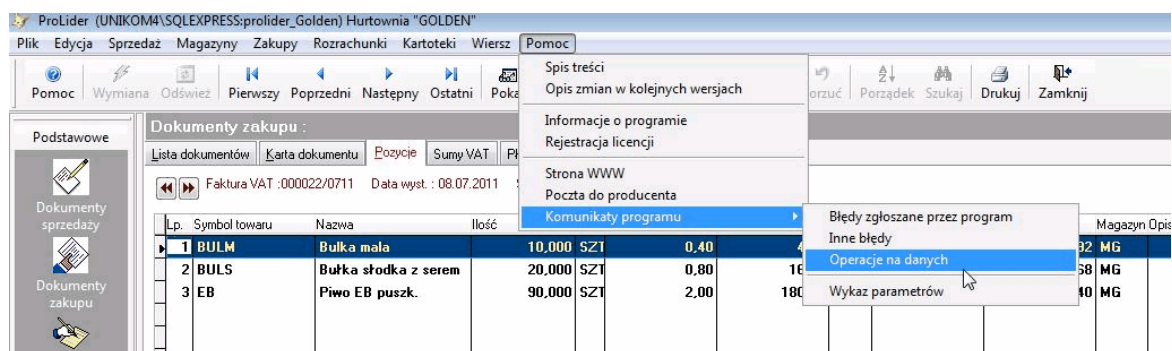 ProLider (UNIKOM4\SQLEXPRESS:prolider_Golden) Hurtownia "GOLDEN"
Plik Edycja Sprzedaż Magazyny Zakupy Rozrachunki Kartoteki Wiersz Pomoc
Pomoc Wymiana Odśwież Pierwszy Poprzedni Następny Ostatni Porządek Szukaj Drukuj Zamknij
Spis treści
Opis zmian w kolejnych wersjach
Informacje o programie
Rejestracja licencji
Strona WWW
Poczta do producenta
Komunikaty programu
Błędy zgłoszane przez program
Inne błędy
Operacje na danych
Wykaz parametrów
Podstawowe
Dokumenty
sprzedaży
Dokumenty
zakupu
Dokumenty zakupu :
Lista dokumentów Karta dokumentu Pozycje Sumy VAT
Faktura VAT :000022/0711 Data wyst. : 08.07.2011
Lp. Symbol towaru Nazwa Ilość Magazyn Opis
1 BULM Bulka mala 10,000 SZT 0,40 MG
2 BULS Bułka słodka z serem 20,000 SZT 0,80 MG
3 EB Piwo EB puszk. 90,000 SZT 2,00 MG